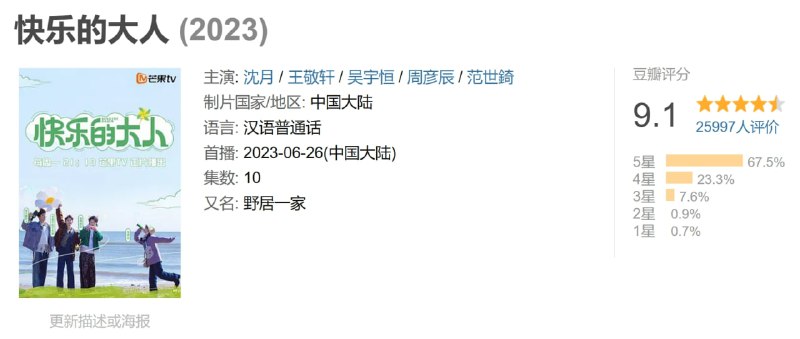 快乐的大人 (2023)
芒果tv
快乐的大人
主演: 沈月 / 王敬轩 / 吴宇恒 / 周彦辰 / 范世錡
制片国家/地区: 中国大陆
语言: 汉语普通话
首播: 2023-06-26(中国大陆)
集数: 10
又名: 野居一家
更新描述或海报
豆瓣评分
9.1
25997人评价
5星 67.5%
4星 23.3%
3星 7.6%
2星 0.9%
1星 0.7%